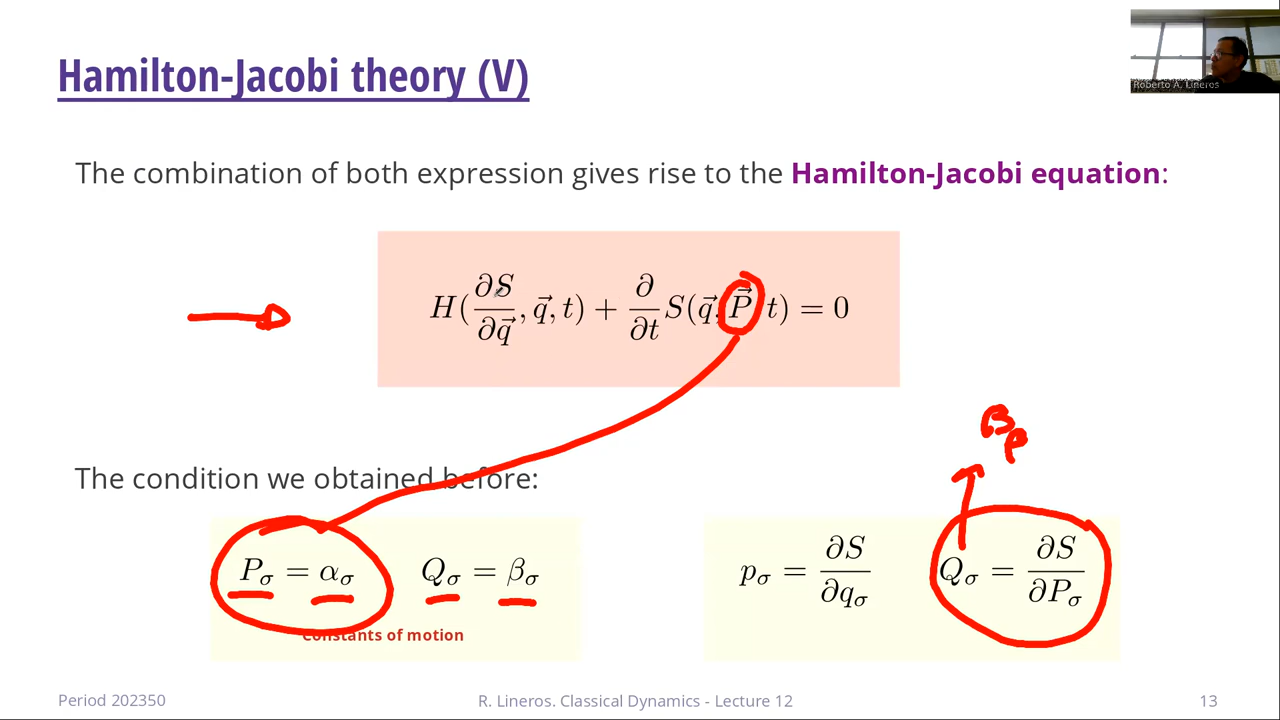 Hamilton-Jacobi theory (V)
Roberto A. Lineros
The combination of both expression gives rise to the Hamilton-Jacobi equation:
H(∂S/∂q⃗, q⃗, t) + ∂/∂t S(q⃗, P⃗, t) = 0
β
The condition we obtained before:
P_σ = α_σ   Q_σ = β_σ   p_σ = ∂S/∂q_σ   Q_σ = ∂S/∂P_σ
Constants of motion
Period 202350   R. Lineros. Classical Dynamics - Lecture 12   13